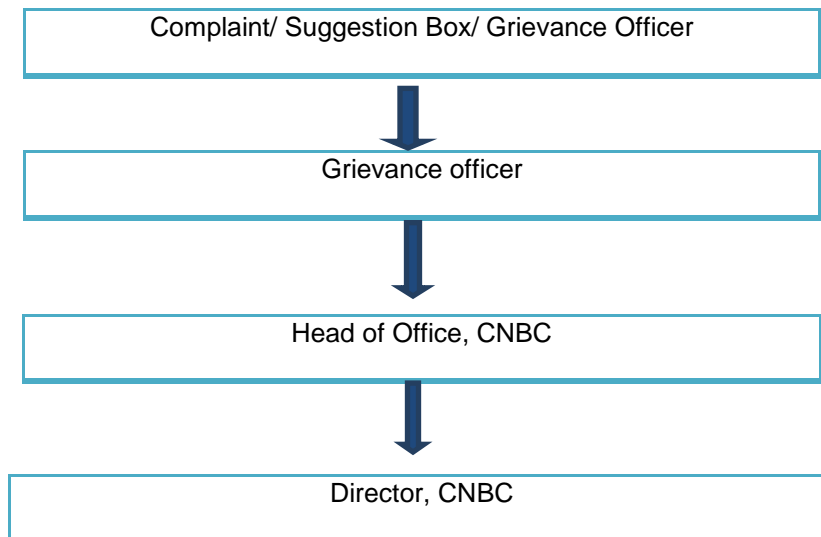 Complaint/ Suggestion Box/ Grievance Officer
Grievance officer
Head of Office, CNBC
Director, CNBC